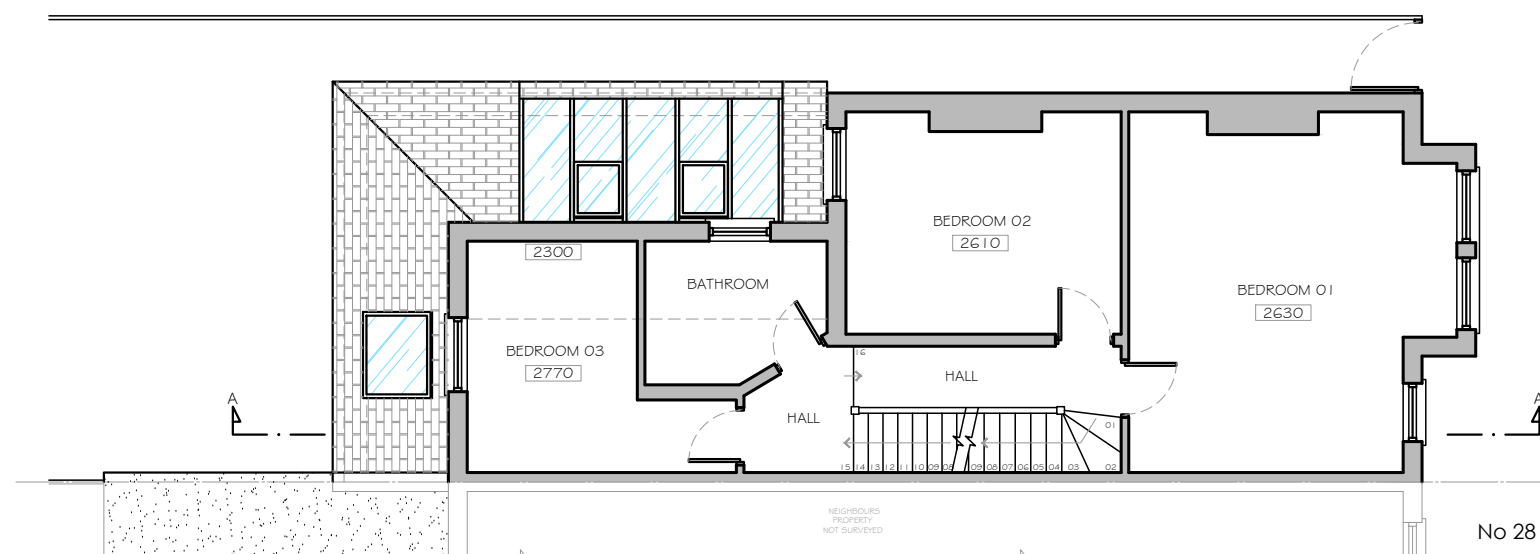 BEDROOM 02
2610
2300
BATHROOM
BEDROOM 01
2630
BEDROOM 03
2770
16
HALL
HALL
A
A
01
15 14 13 12 11 10 09 08 09 08 07 06 05 04 03 02
NEIGHBOURS
PROPERTY
NOT SURVEYED
No 28